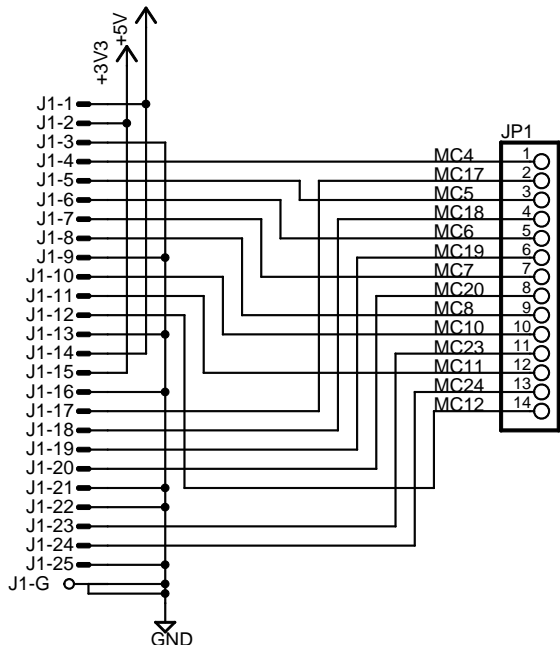 +3V3
+5V
J1-1
J1-2
J1-3
J1-4
J1-5
J1-6
J1-7
J1-8
J1-9
J1-10
J1-11
J1-12
J1-13
J1-14
J1-15
J1-16
J1-17
J1-18
J1-19
J1-20
J1-21
J1-22
J1-23
J1-24
J1-25
J1-G
GND
JP1
MC4 1
MC17 2
MC5 3
MC18 4
MC6 5
MC19 6
MC7 7
MC20 8
MC8 9
MC10 10
MC23 11
MC11 12
MC24 13
MC12 14